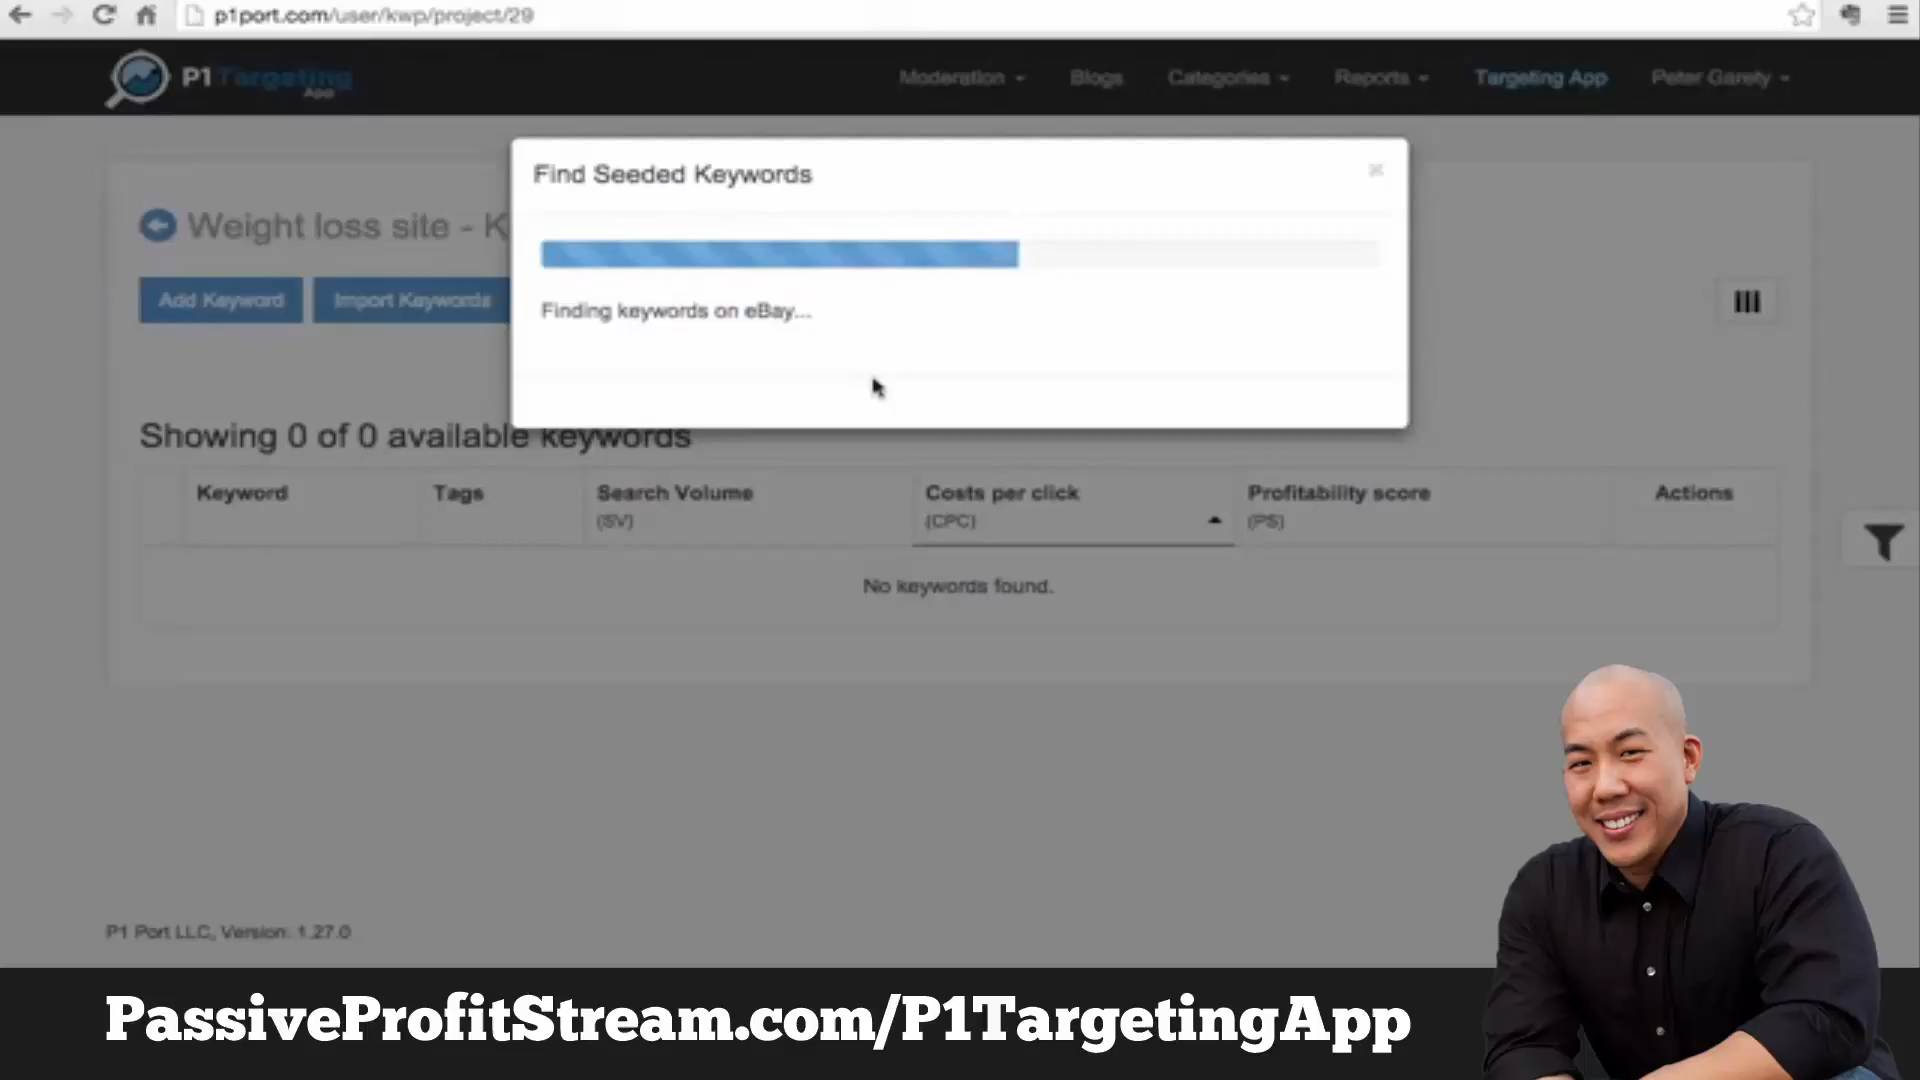 p1port.com/user/kwp/project/29
P1 Targeting
App
Moderation
Blogs
Categories
Reports
Targeting App
Peter Garety
Find Seeded Keywords
Weight loss site - K
Finding keywords on eBay...
Add Keyword
Import Keywords
Showing 0 of 0 available keywords
Keyword
Tags
Search Volume
(SV)
Costs per click
(CPC)
Profitability score
(PS)
Actions
No keywords found.
P1 Port LLC, Version: 1.27.0
PassiveProfitStream.com/P1TargetingApp